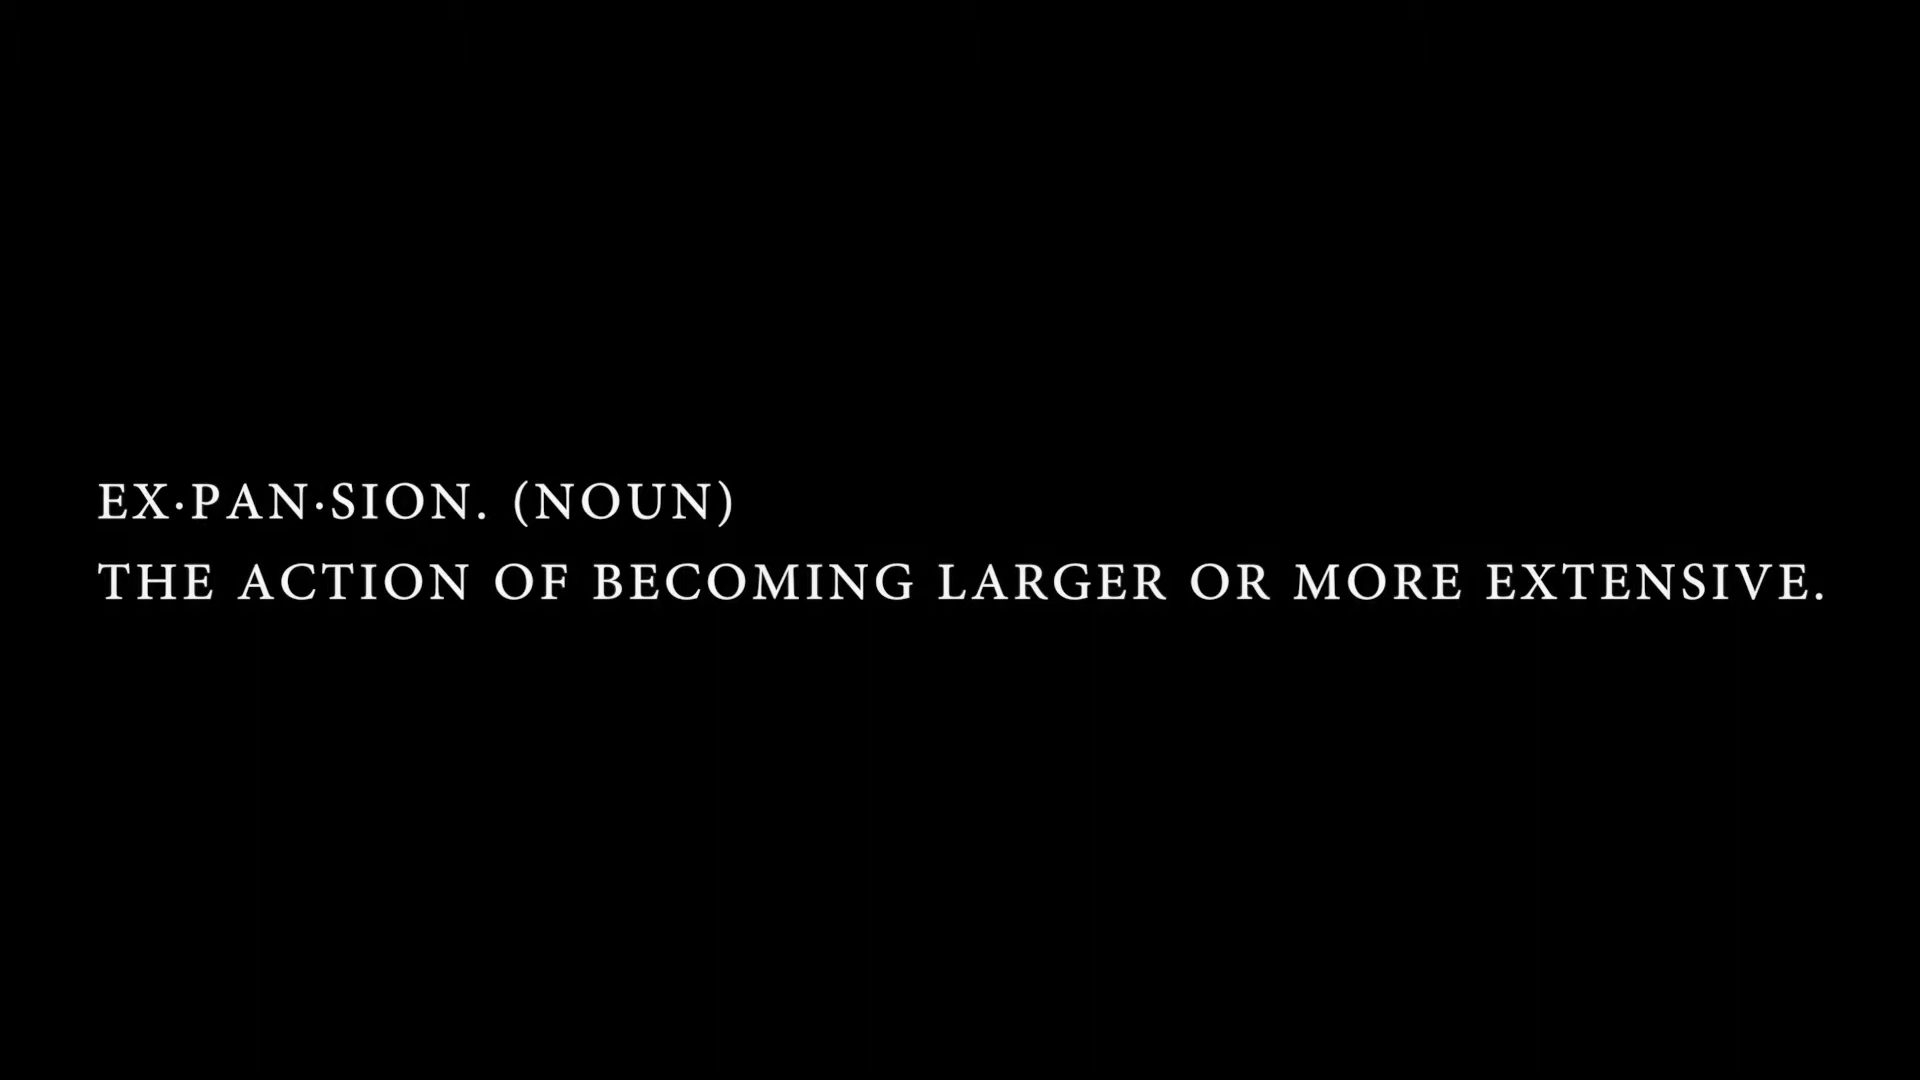 EX·PAN·SION. (NOUN)
THE ACTION OF BECOMING LARGER OR MORE EXTENSIVE.